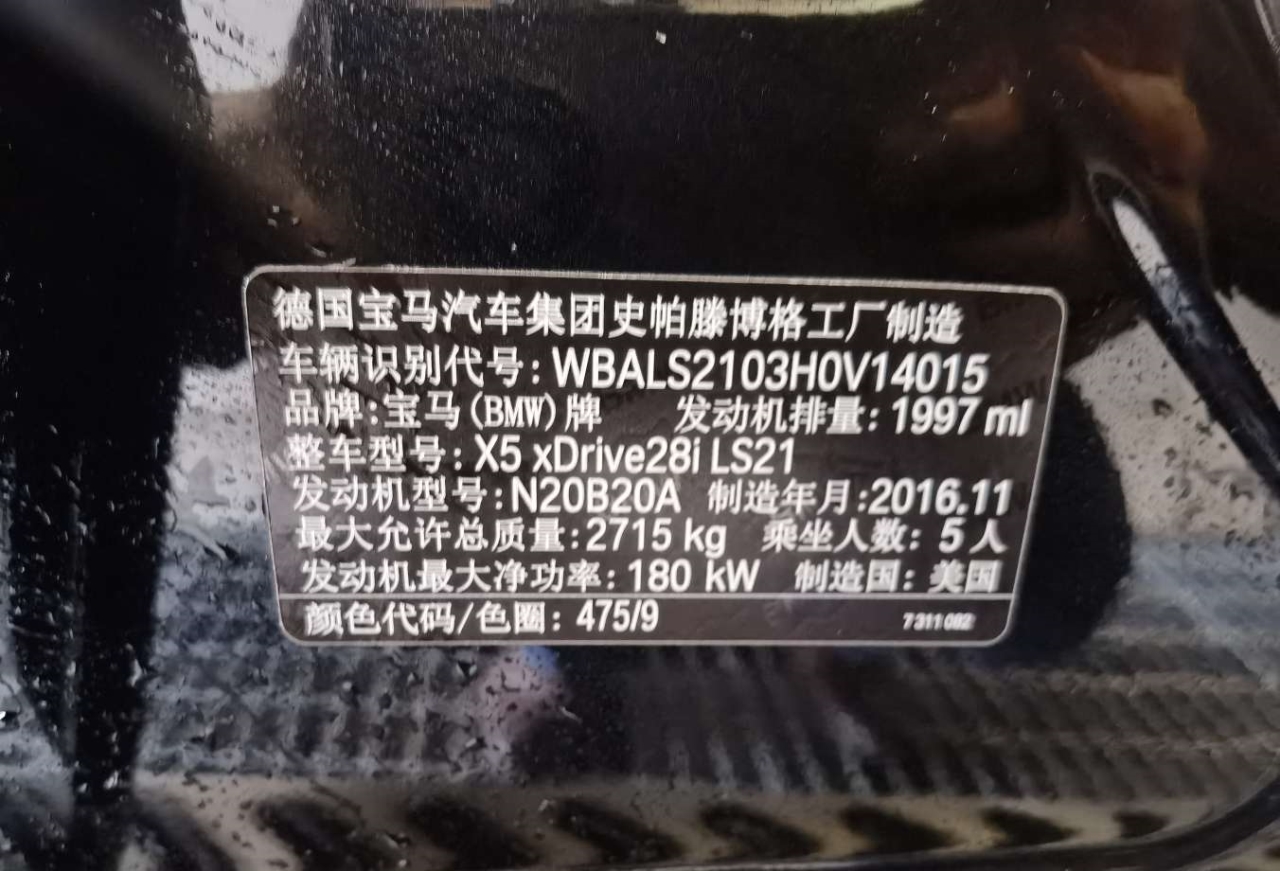 德国宝马汽车集团史帕滕博格工厂制造
车辆识别代号：WBALS2103H0V14015
品牌：宝马(BMW)牌 发动机排量：1997 ml
整车型号：X5 xDrive28i LS21
发动机型号：N20B20A 制造年月：2016.11
最大允许总质量：2715 kg 乘坐人数：5人
发动机最大净功率：180 kW 制造国：美国
颜色代码/色圈：475/9